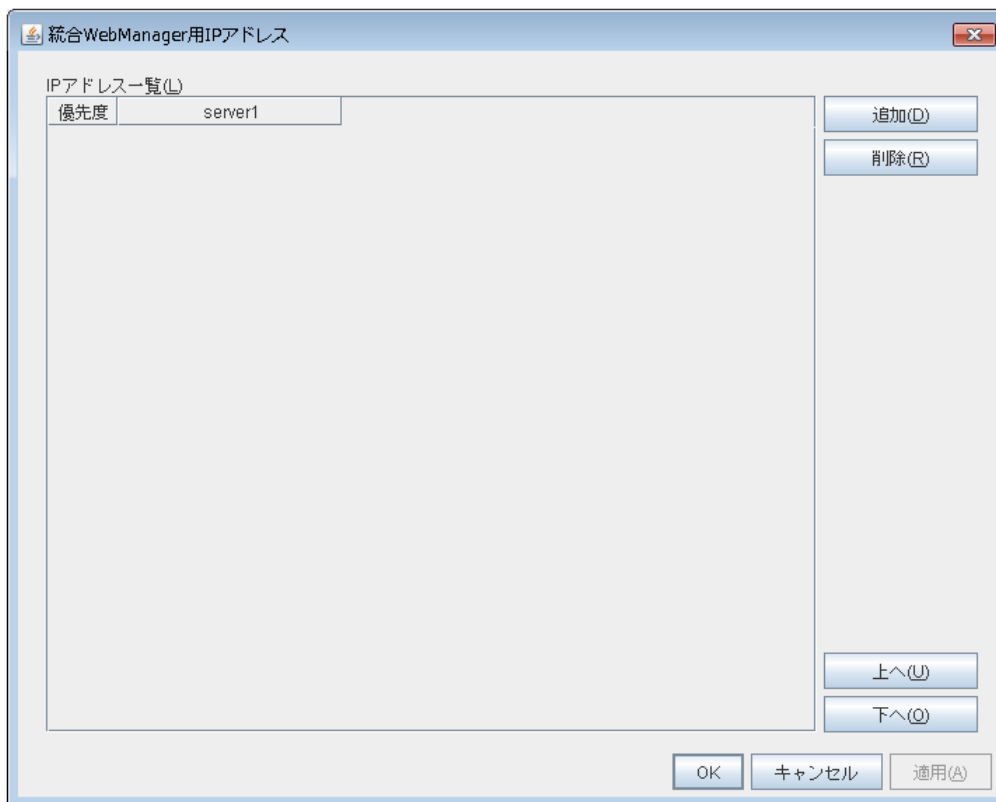 統合WebManager用IPアドレス
IPアドレス一覧(L)
優先度 server1
追加(D)
削除(R)
上へ(U)
下へ(O)
OK キャンセル 適用(A)